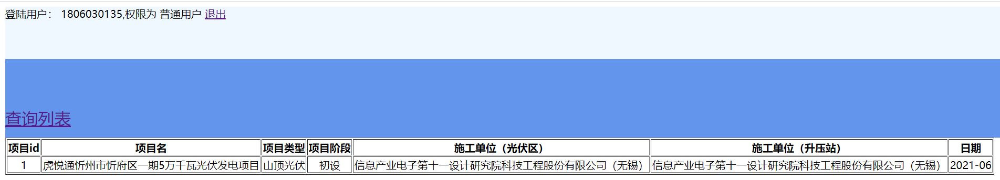 登陆用户： 1806030135,权限为 普通用户 退出
查询列表
项目id 项目名 项目类型 项目阶段 施工单位（光伏区） 施工单位（升压站） 日期
1 虎悦通忻州市忻府区一期5万千瓦光伏发电项目 山顶光伏 初设 信息产业电子第十一设计研究院科技工程股份有限公司（无锡） 信息产业电子第十一设计研究院科技工程股份有限公司（无锡） 2021-06